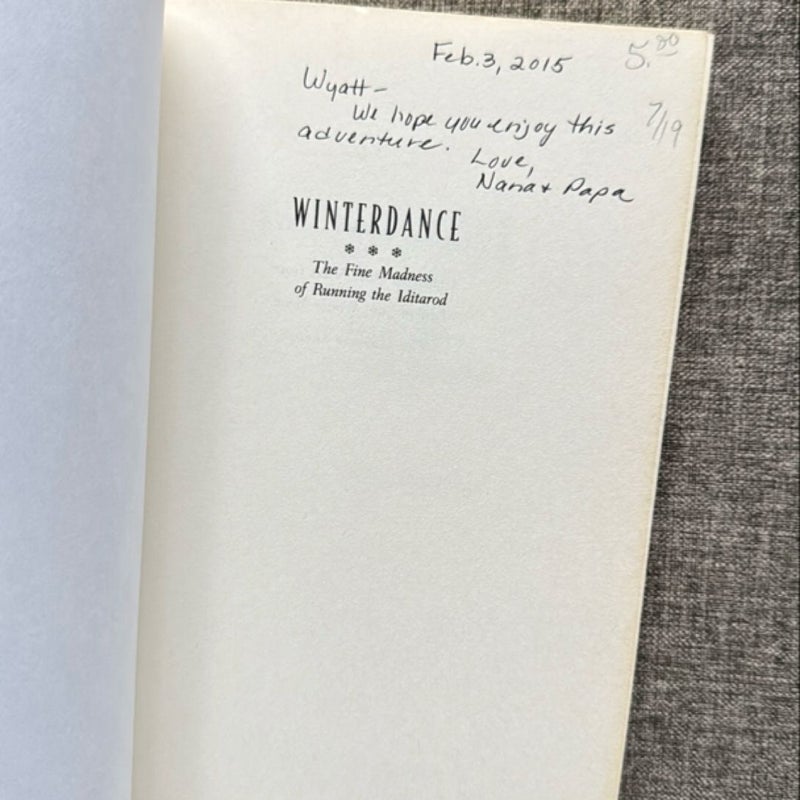 Feb. 3, 2015
5.80
Wyatt-
We hope you enjoy this
7/19
adventure.
Love,
Nana + Papa
WINTERDANCE
The Fine Madness
of Running the Iditarod